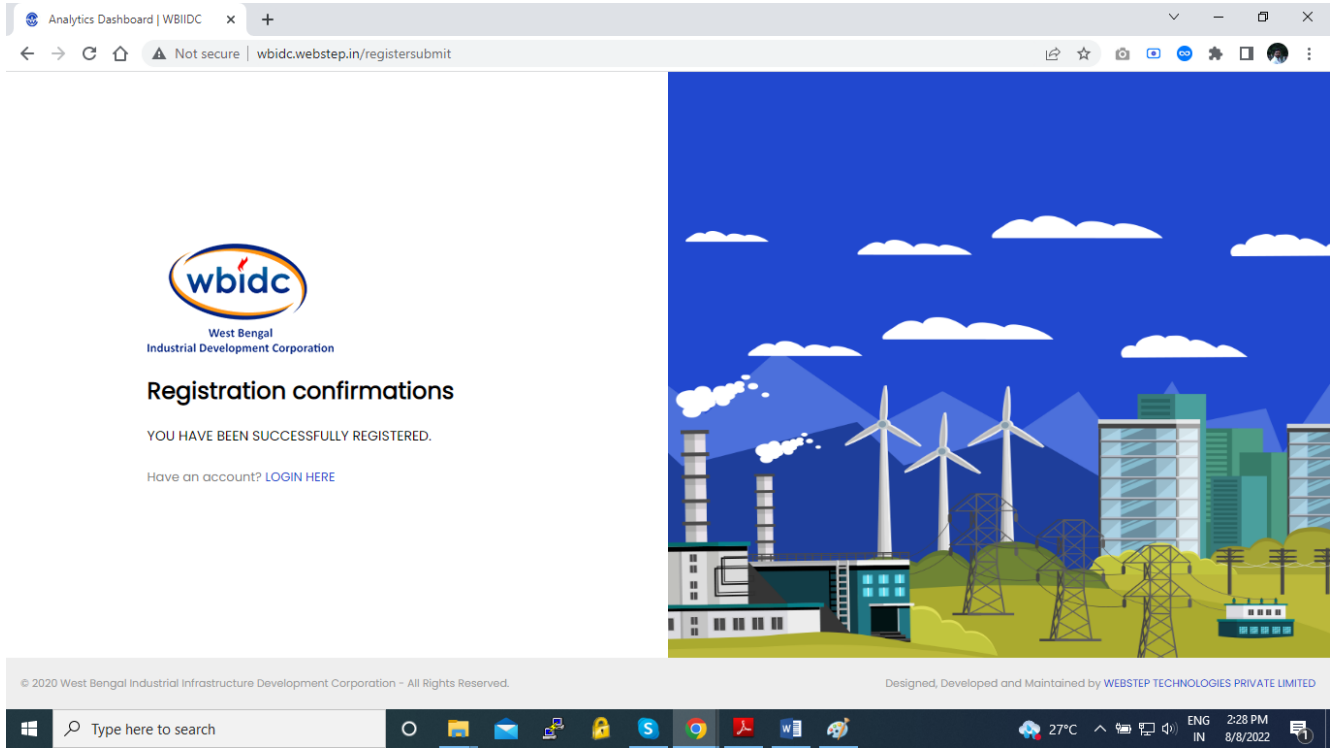 Analytics Dashboard | WBIIDC
Not secure | wbidc.webstep.in/registersubmit
wbidc
West Bengal
Industrial Development Corporation
Registration confirmations
YOU HAVE BEEN SUCCESSFULLY REGISTERED.
Have an account? LOGIN HERE
© 2020 West Bengal Industrial Infrastructure Development Corporation - All Rights Reserved.
Designed, Developed and Maintained by WEBSTEP TECHNOLOGIES PRIVATE LIMITED
Type here to search
27°C
ENG
IN
2:28 PM
8/8/2022
1